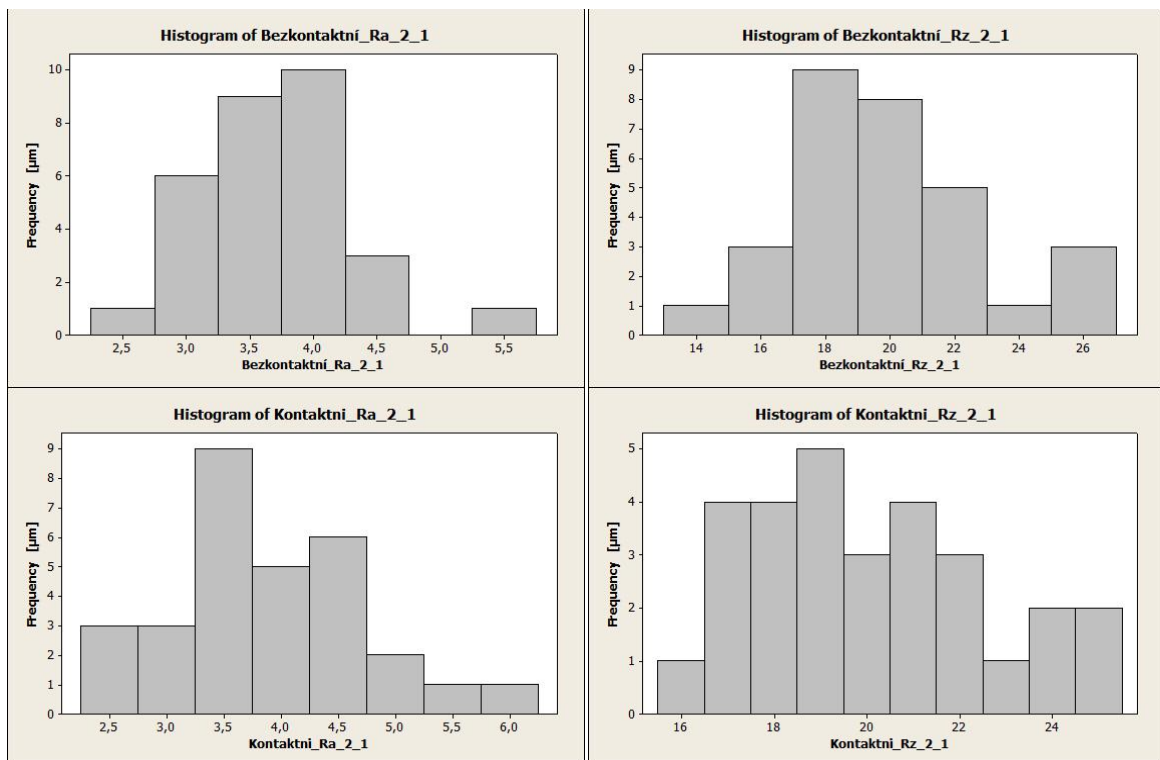 Histogram of Bezkontaktní_Ra_2_1
Frequency [µm]
10
8
6
4
2
0
2,5 3,0 3,5 4,0 4,5 5,0 5,5
Bezkontaktní_Ra_2_1
Histogram of Bezkontaktní_Rz_2_1
Frequency [µm]
9
8
7
6
5
4
3
2
1
0
14 16 18 20 22 24 26
Bezkontaktní_Rz_2_1
Histogram of Kontaktni_Ra_2_1
Frequency [µm]
9
8
7
6
5
4
3
2
1
0
2,5 3,0 3,5 4,0 4,5 5,0 5,5 6,0
Kontaktni_Ra_2_1
Histogram of Kontaktni_Rz_2_1
Frequency [µm]
5
4
3
2
1
0
16 18 20 22 24
Kontaktni_Rz_2_1